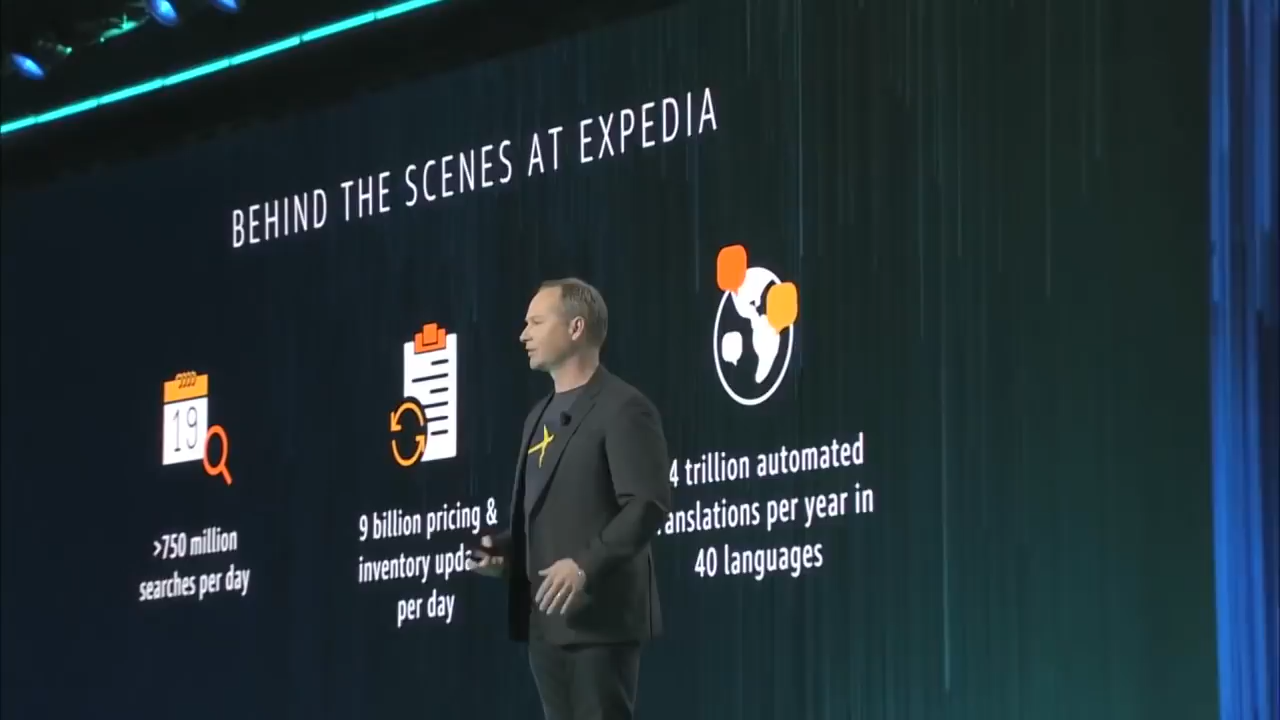 BEHIND THE SCENES AT EXPEDIA
19
>750 million
searches per day
9 billion pricing &
inventory upda
per day
4 trillion automated
anslations per year in
40 languages